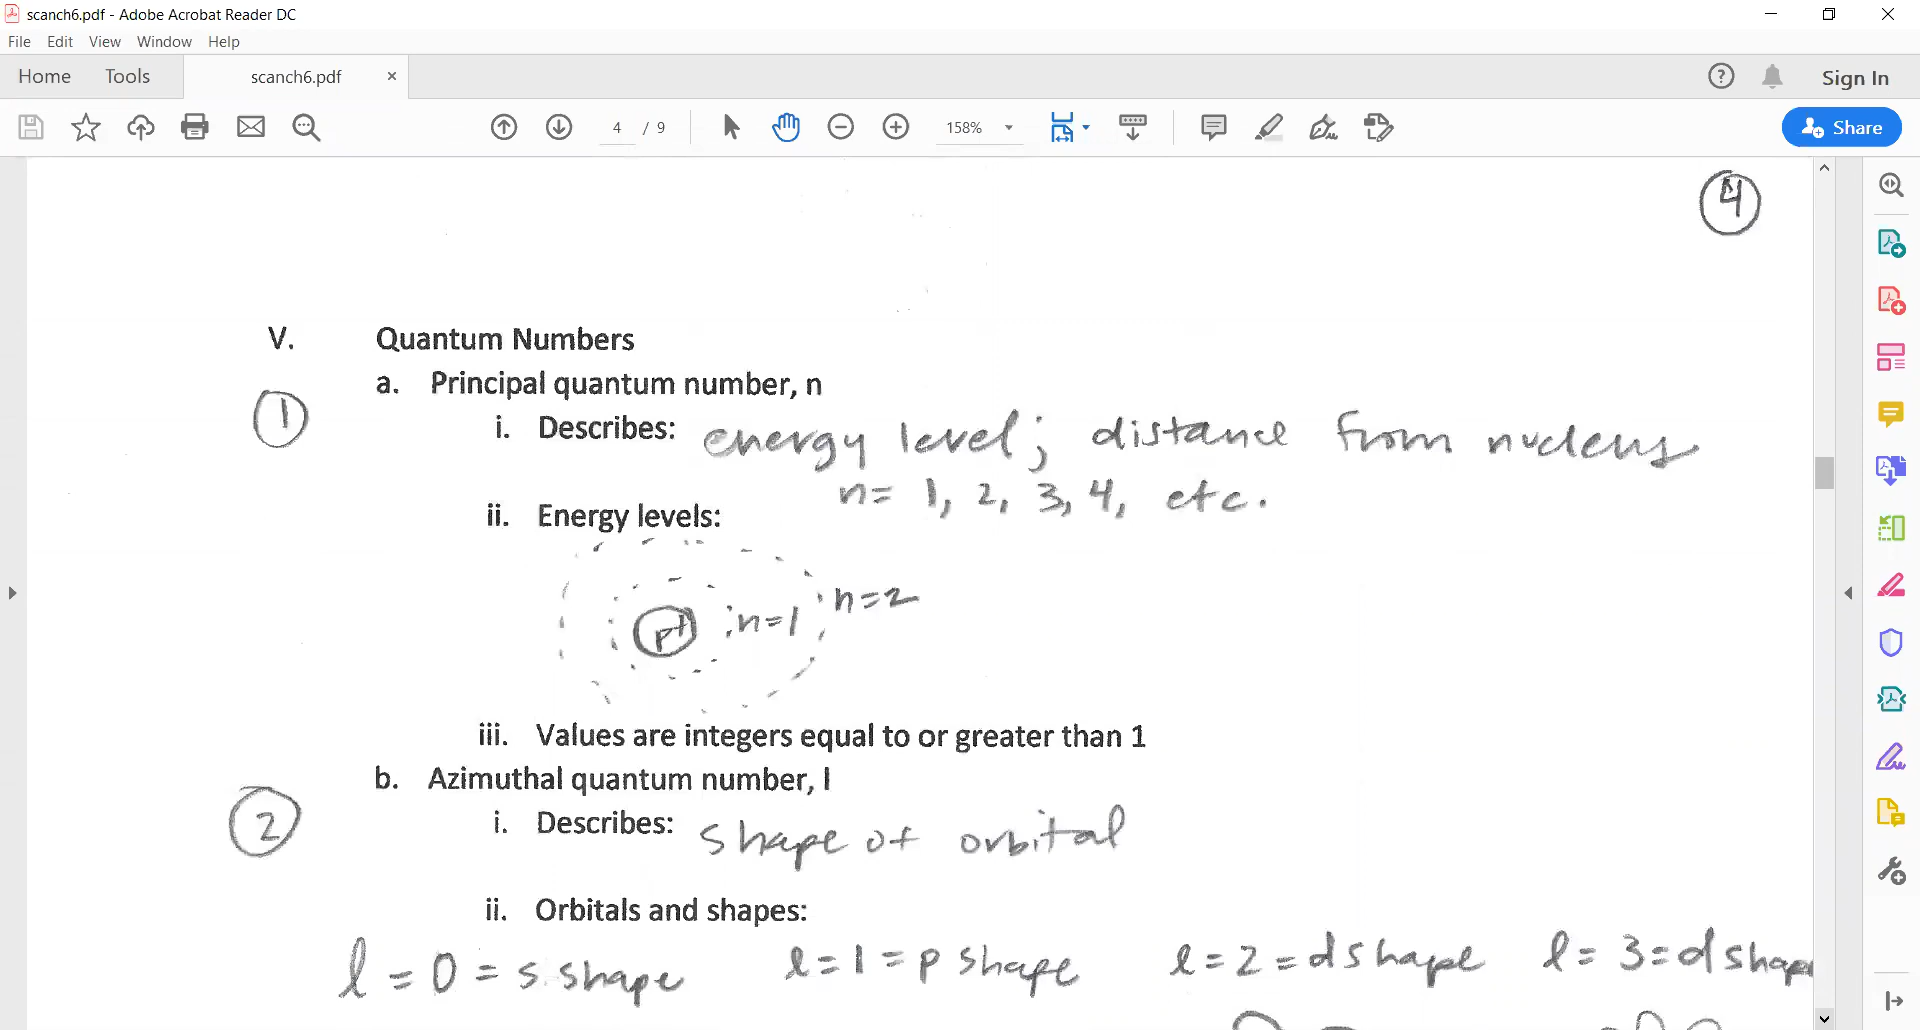 scanch6.pdf - Adobe Acrobat Reader DC
File Edit View Window Help
Home Tools scanch6.pdf × ? Sign In
4 / 9 158% Share
4
V. Quantum Numbers
a. Principal quantum number, n
1
i. Describes: energy level; distance from nucleus
n= 1, 2, 3, 4, etc.
ii. Energy levels:
n=2
p+ n=1
iii. Values are integers equal to or greater than 1
b. Azimuthal quantum number, l
2
i. Describes: shape of orbital
ii. Orbitals and shapes:
l = 0 = s shape l=1=p shape l=2=d shape l= 3=d shape